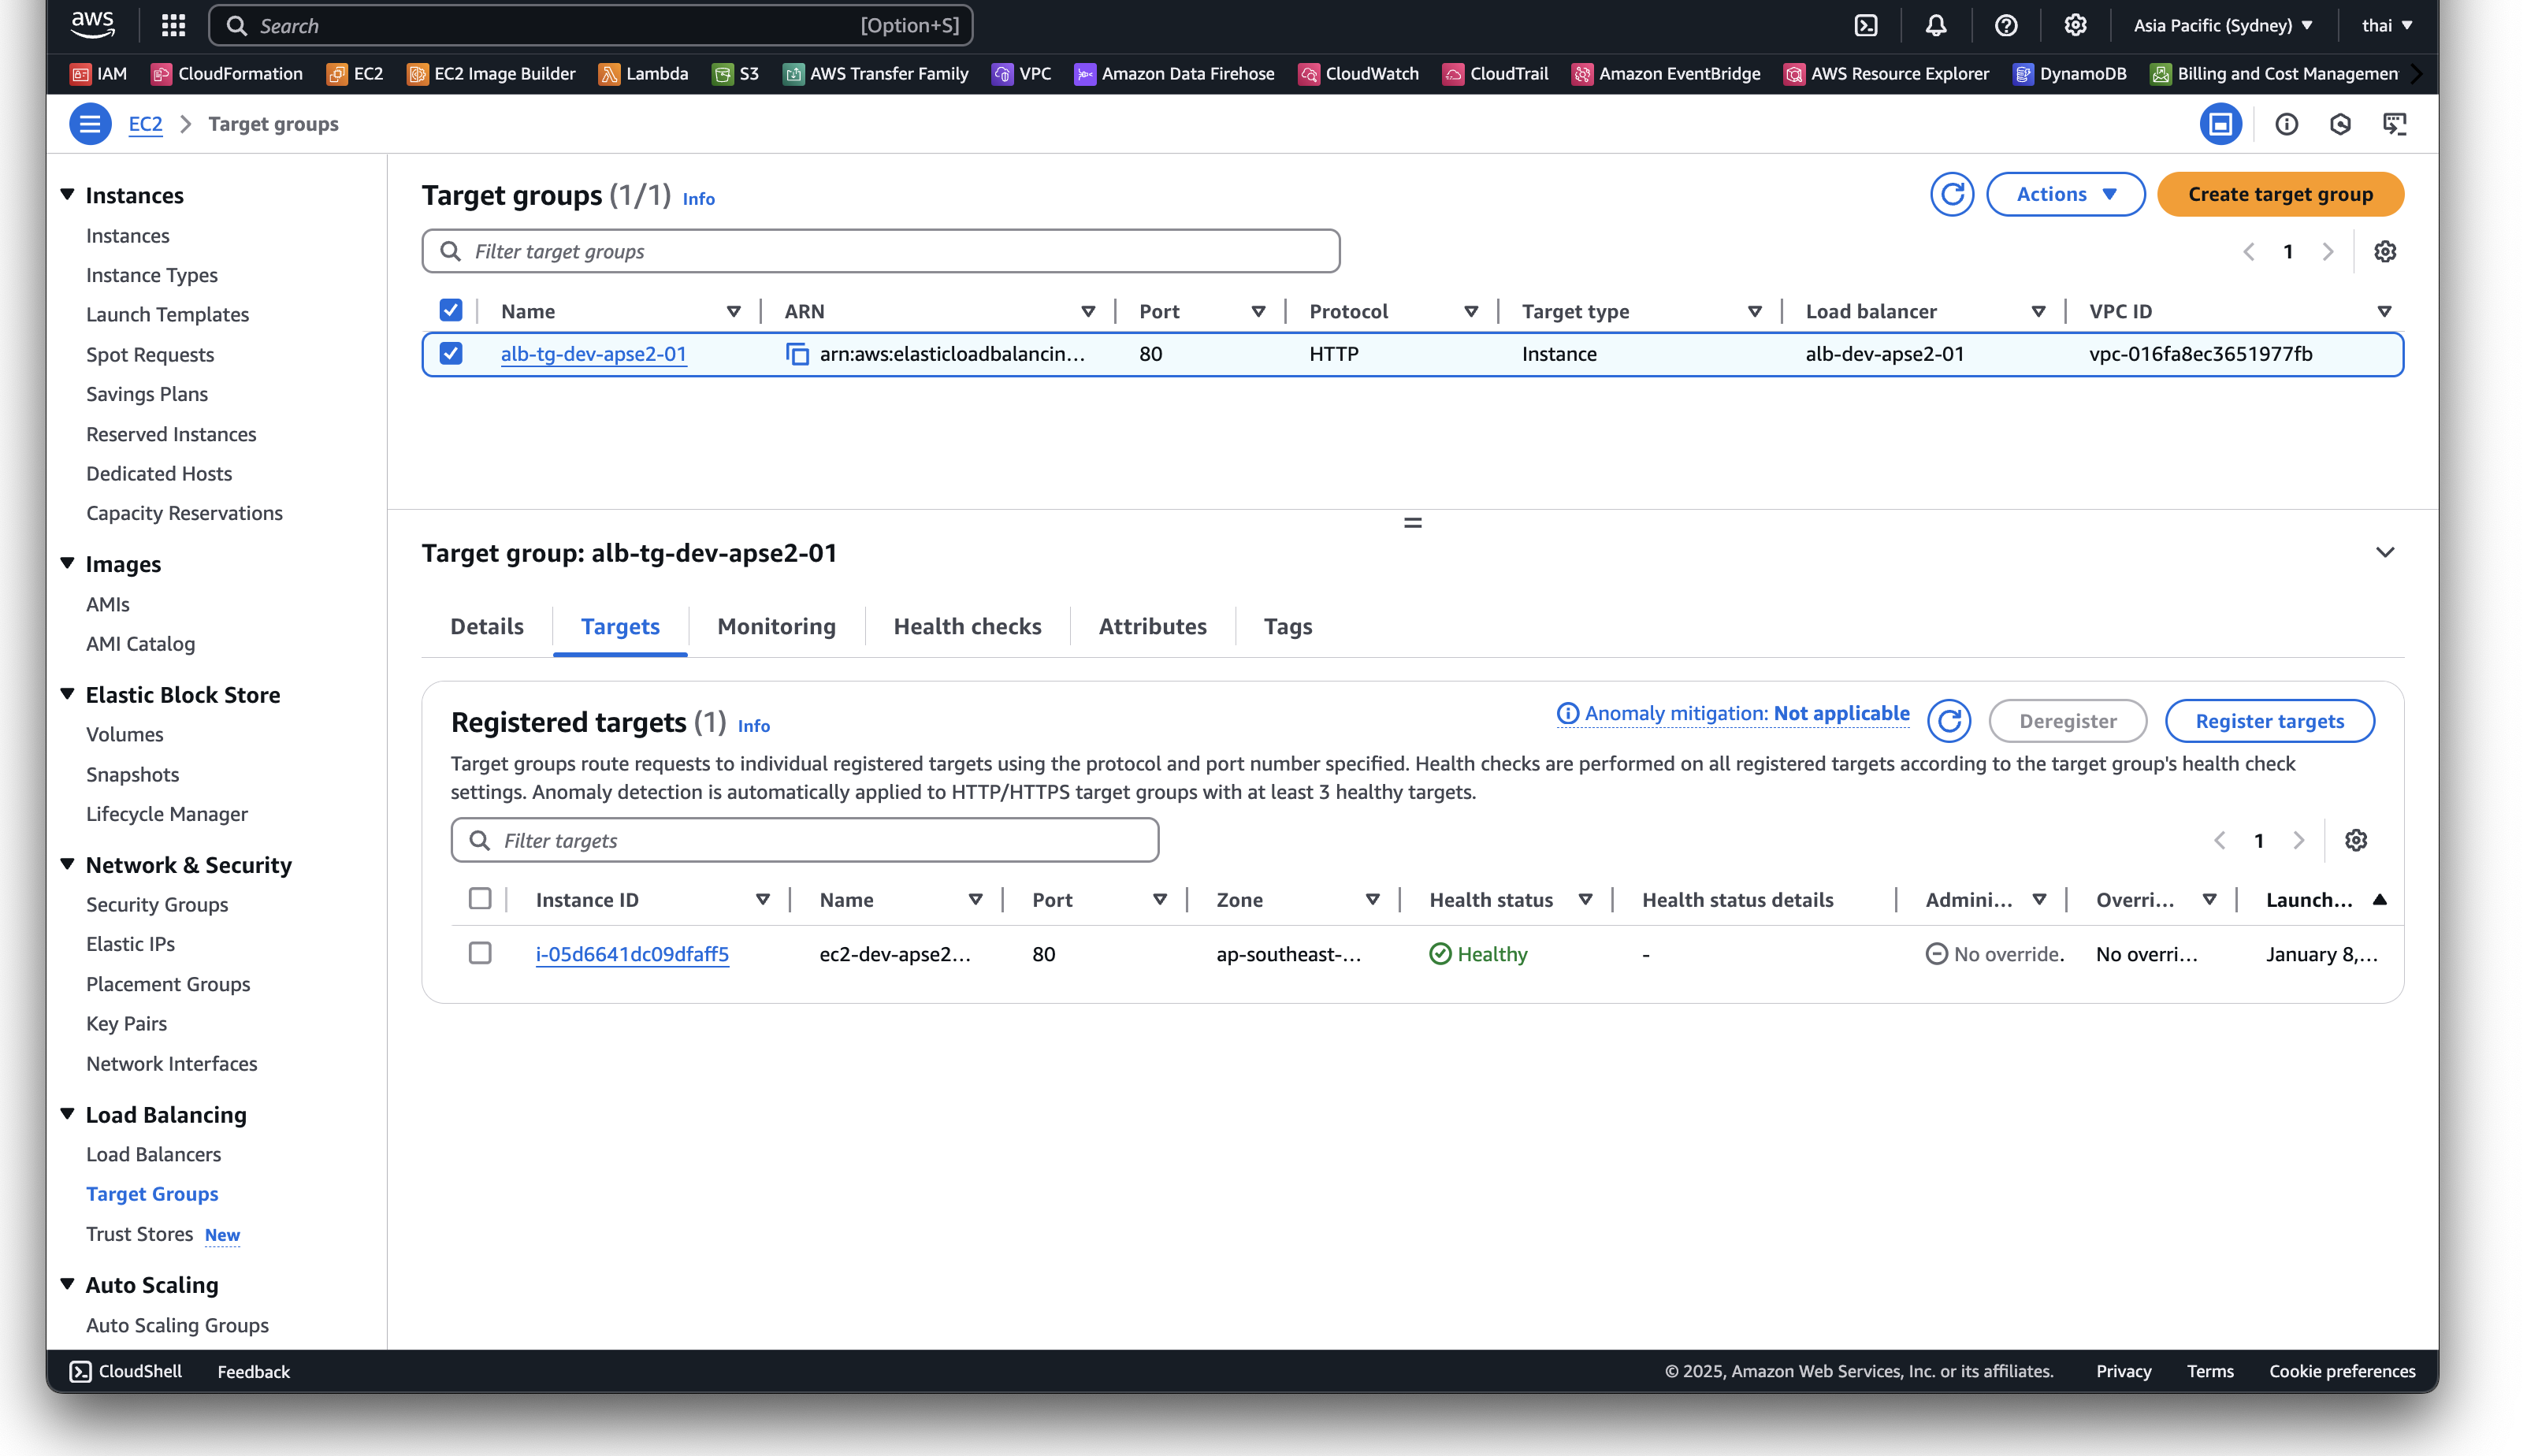 aws
Search
[Option+S]
Asia Pacific (Sydney)
thai
IAM CloudFormation EC2 EC2 Image Builder Lambda S3 AWS Transfer Family VPC Amazon Data Firehose CloudWatch CloudTrail Amazon EventBridge AWS Resource Explorer DynamoDB Billing and Cost Managemen
EC2 Target groups
Instances
Instances
Instance Types
Launch Templates
Spot Requests
Savings Plans
Reserved Instances
Dedicated Hosts
Capacity Reservations
Images
AMIs
AMI Catalog
Elastic Block Store
Volumes
Snapshots
Lifecycle Manager
Network & Security
Security Groups
Elastic IPs
Placement Groups
Key Pairs
Network Interfaces
Load Balancing
Load Balancers
Target Groups
Trust Stores New
Auto Scaling
Auto Scaling Groups
Target groups (1/1) Info
Actions
Create target group
Filter target groups
1
Name ARN Port Protocol Target type Load balancer VPC ID
alb-tg-dev-apse2-01 arn:aws:elasticloadbalancin... 80 HTTP Instance alb-dev-apse2-01 vpc-016fa8ec3651977fb
Target group: alb-tg-dev-apse2-01
Details Targets Monitoring Health checks Attributes Tags
Registered targets (1) Info
Anomaly mitigation: Not applicable
Deregister
Register targets
Target groups route requests to individual registered targets using the protocol and port number specified. Health checks are performed on all registered targets according to the target group's health check
settings. Anomaly detection is automatically applied to HTTP/HTTPS target groups with at least 3 healthy targets.
Filter targets
1
Instance ID Name Port Zone Health status Health status details Admini... Overri... Launch...
i-05d6641dc09dfaff5 ec2-dev-apse2... 80 ap-southeast-... Healthy - No override. No overri... January 8,...
CloudShell Feedback © 2025, Amazon Web Services, Inc. or its affiliates. Privacy Terms Cookie preferences